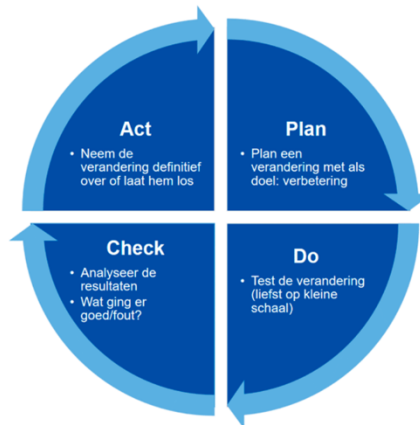 Act
• Neem de
verandering definitief
over of laat hem los
Plan
• Plan een
verandering met als
doel: verbetering
Check
• Analyseer de
resultaten
• Wat ging er
goed/fout?
Do
• Test de verandering
(liefst op kleine
schaal)